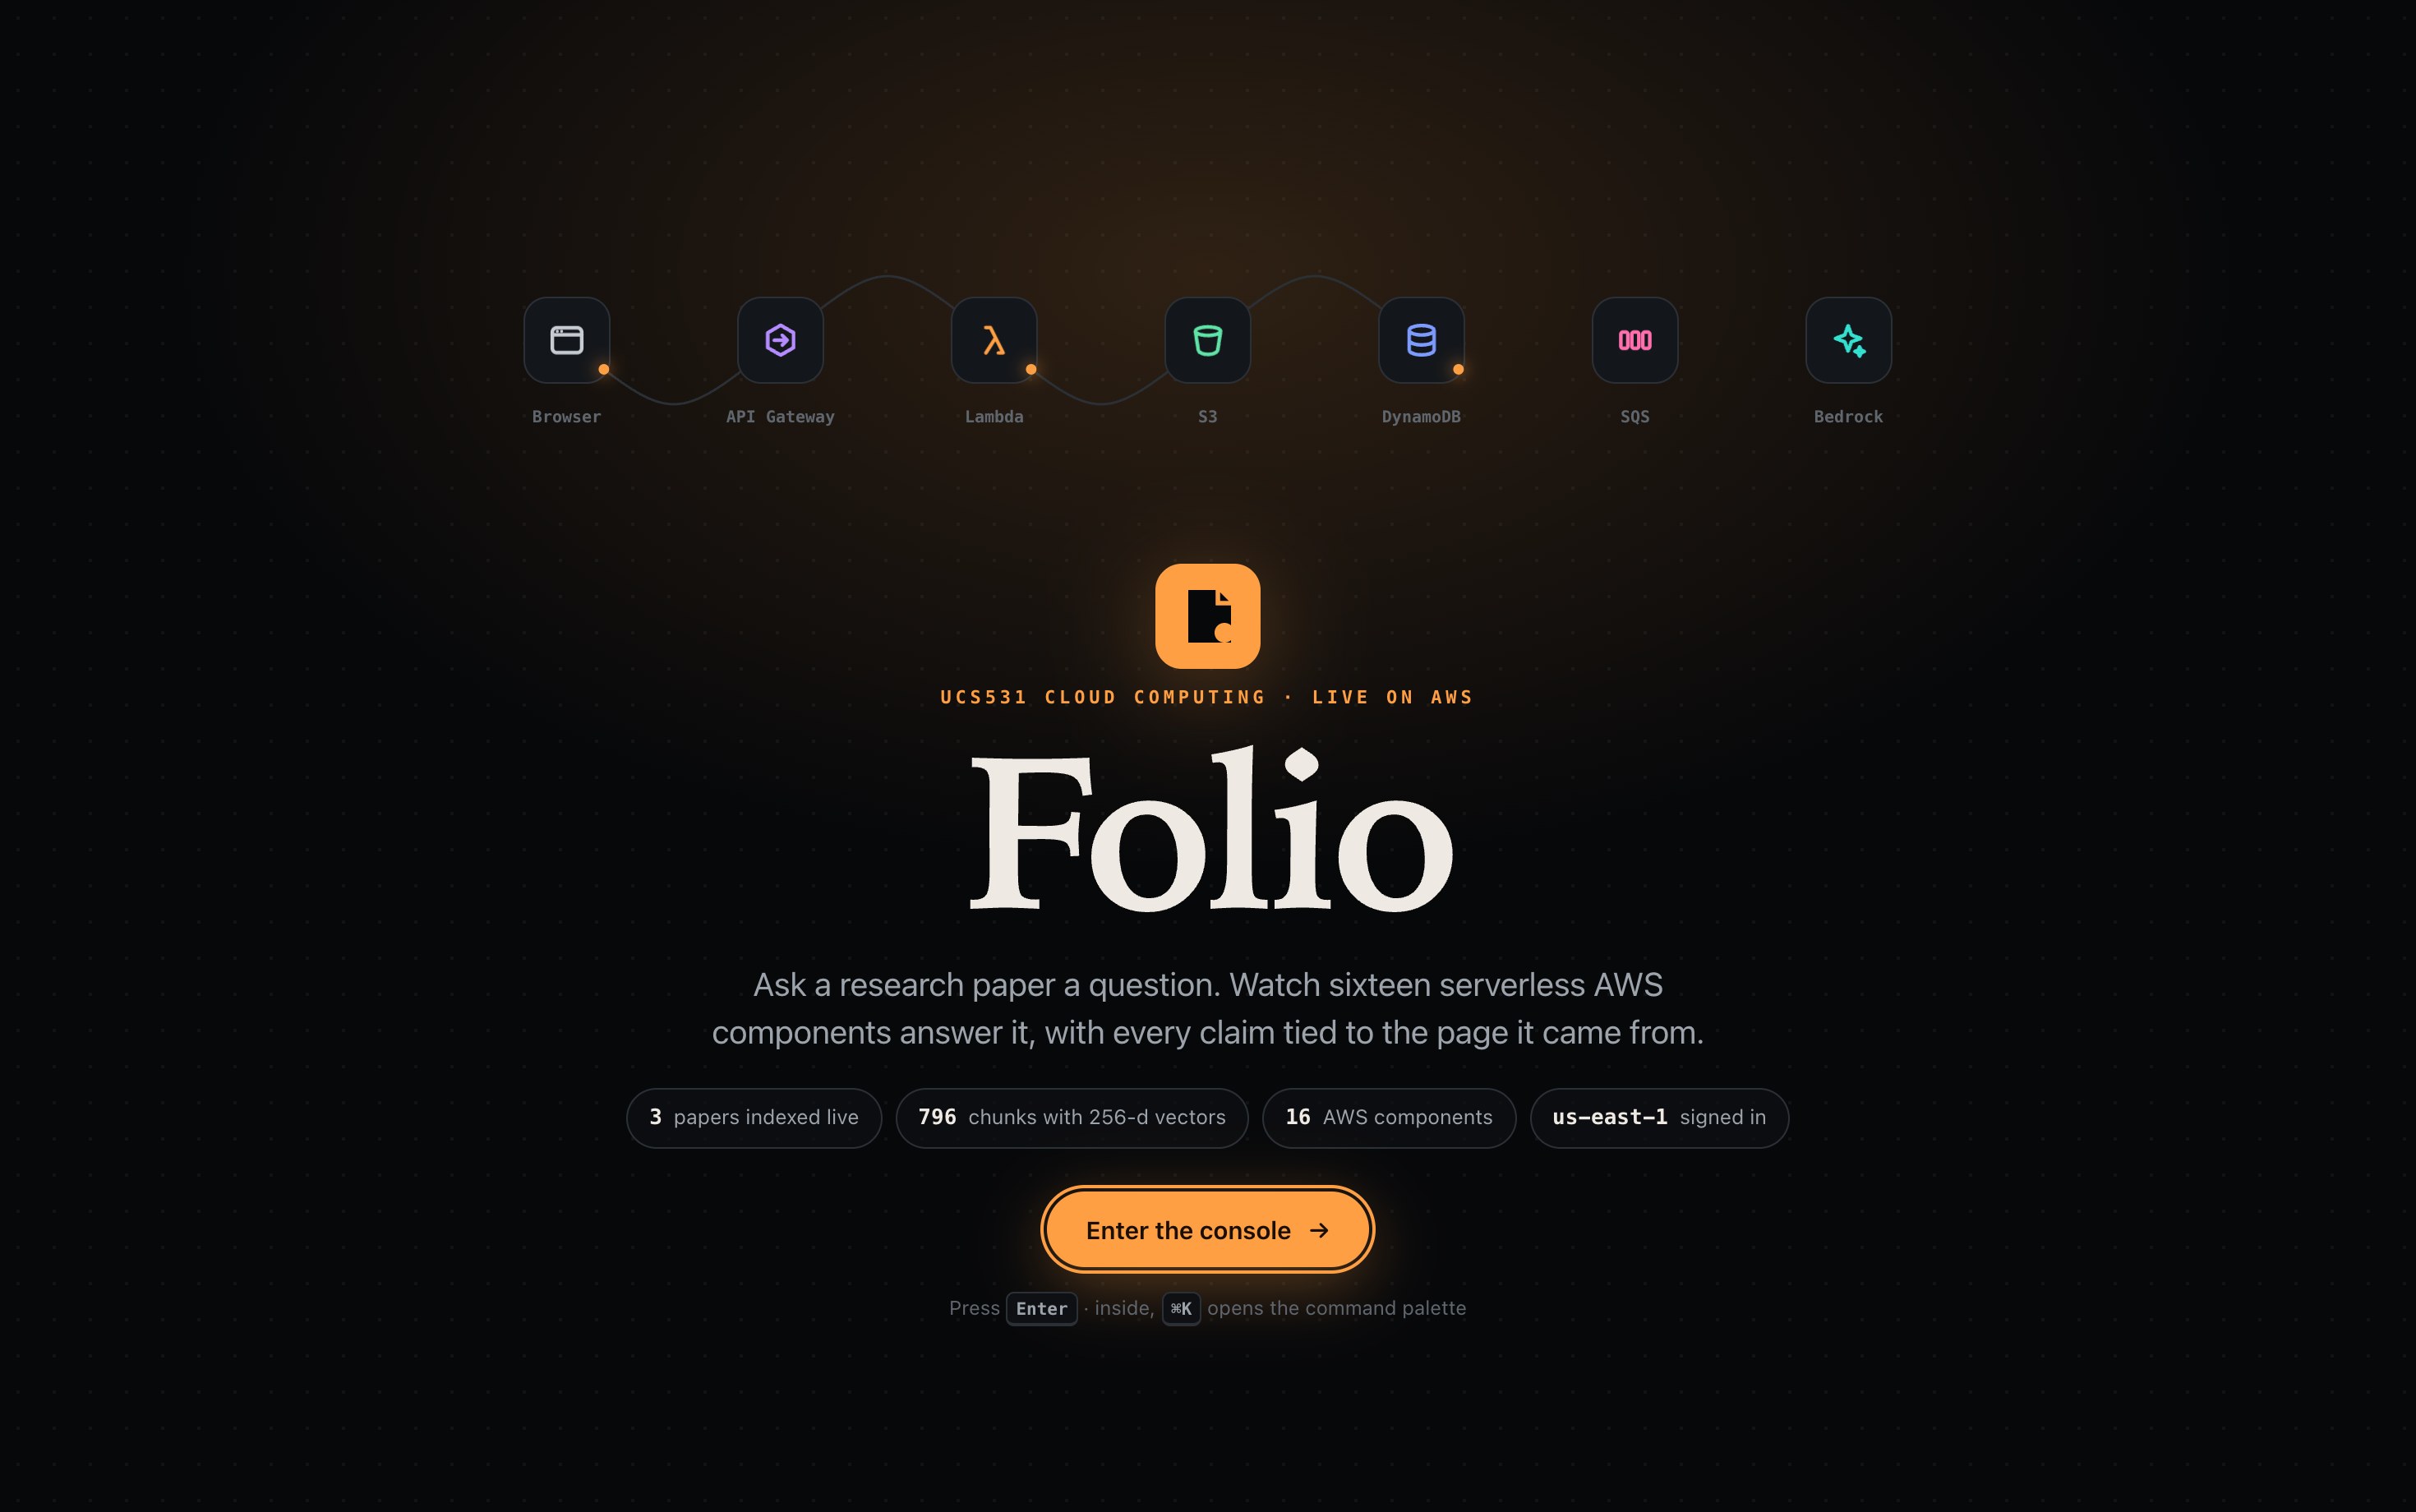 Browser
API Gateway
Lambda
S3
DynamoDB
SQS
Bedrock
UCS531 CLOUD COMPUTING · LIVE ON AWS
Folio
Ask a research paper a question. Watch sixteen serverless AWS
components answer it, with every claim tied to the page it came from.
3 papers indexed live
796 chunks with 256-d vectors
16 AWS components
us-east-1 signed in
Enter the console →
Press Enter · inside, ⌘K opens the command palette